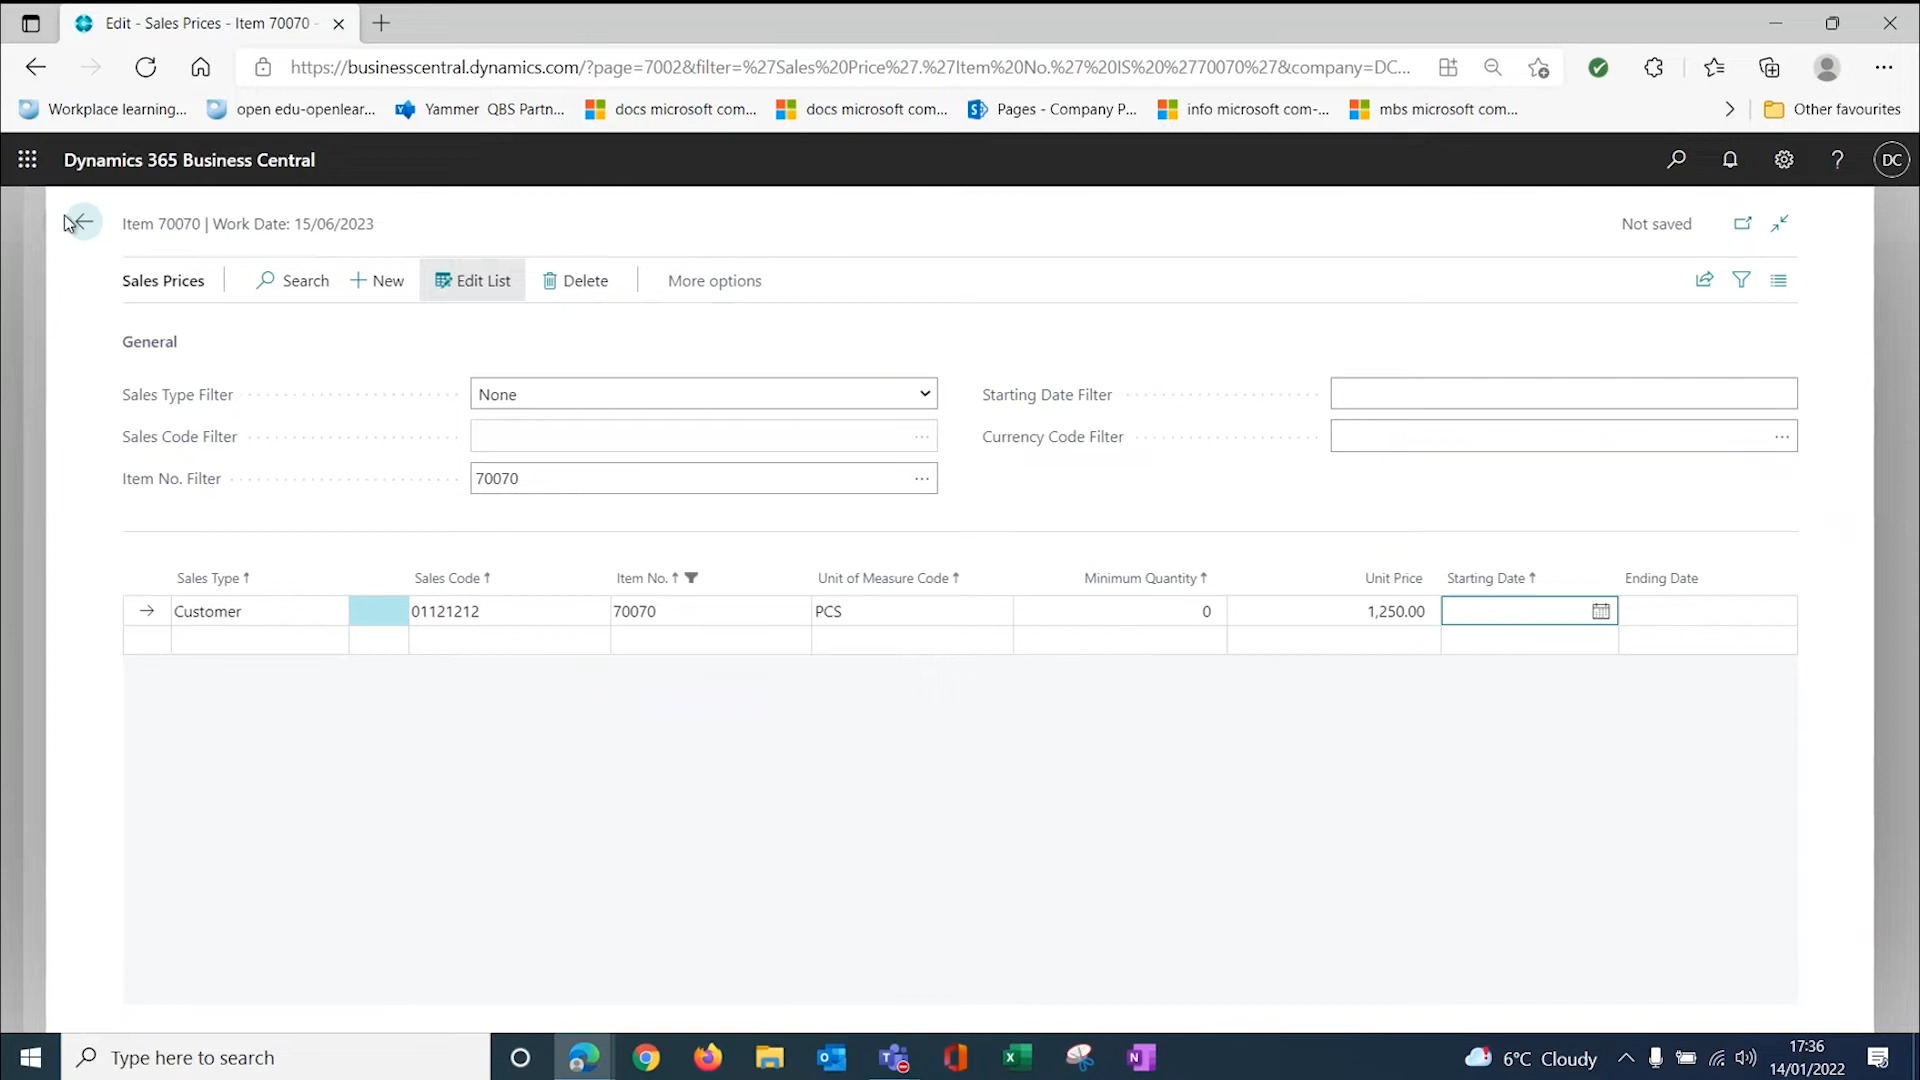 Edit - Sales Prices - Item 70070 -
https://businesscentral.dynamics.com/?page=7002&filter=%27Sales%20Price%27.%27Item%20No.%27%20IS%20%2770070%27&company=DC...
Workplace learning... open edu-openlear... Yammer QBS Partn... docs microsoft com... docs microsoft com... Pages - Company P... info microsoft com-... mbs microsoft com... Other favourites
Dynamics 365 Business Central
DC
Item 70070 | Work Date: 15/06/2023
Not saved
Sales Prices Search New Edit List Delete More options
General
Sales Type Filter None Starting Date Filter
Sales Code Filter Currency Code Filter
Item No. Filter 70070
Sales Type Sales Code Item No. Unit of Measure Code Minimum Quantity Unit Price Starting Date Ending Date
Customer 01121212 70070 PCS 0 1,250.00
Type here to search
6°C Cloudy
17:36
14/01/2022